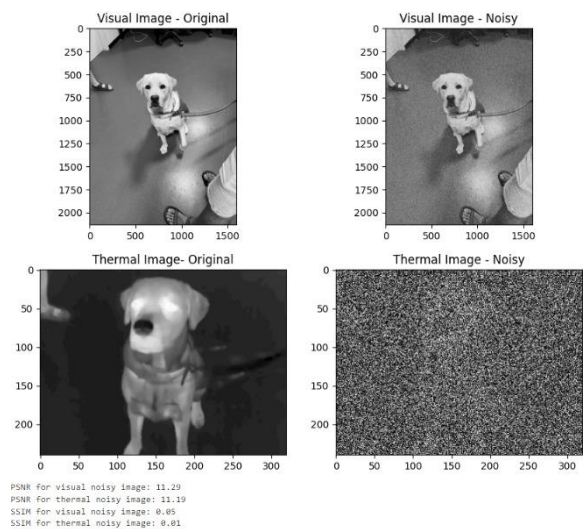 Visual Image - Original
Visual Image - Noisy
0
250
500
750
1000
1250
1500
1750
2000
0 500 1000 1500
0
250
500
750
1000
1250
1500
1750
2000
0 500 1000 1500
Thermal Image- Original
Thermal Image - Noisy
0
50
100
150
200
0 50 100 150 200 250 300
0
50
100
150
200
0 50 100 150 200 250 300
PSNR for visual noisy image: 11.29
PSNR for thermal noisy image: 11.19
SSIM for visual noisy image: 0.05
SSIM for thermal noisy image: 0.01